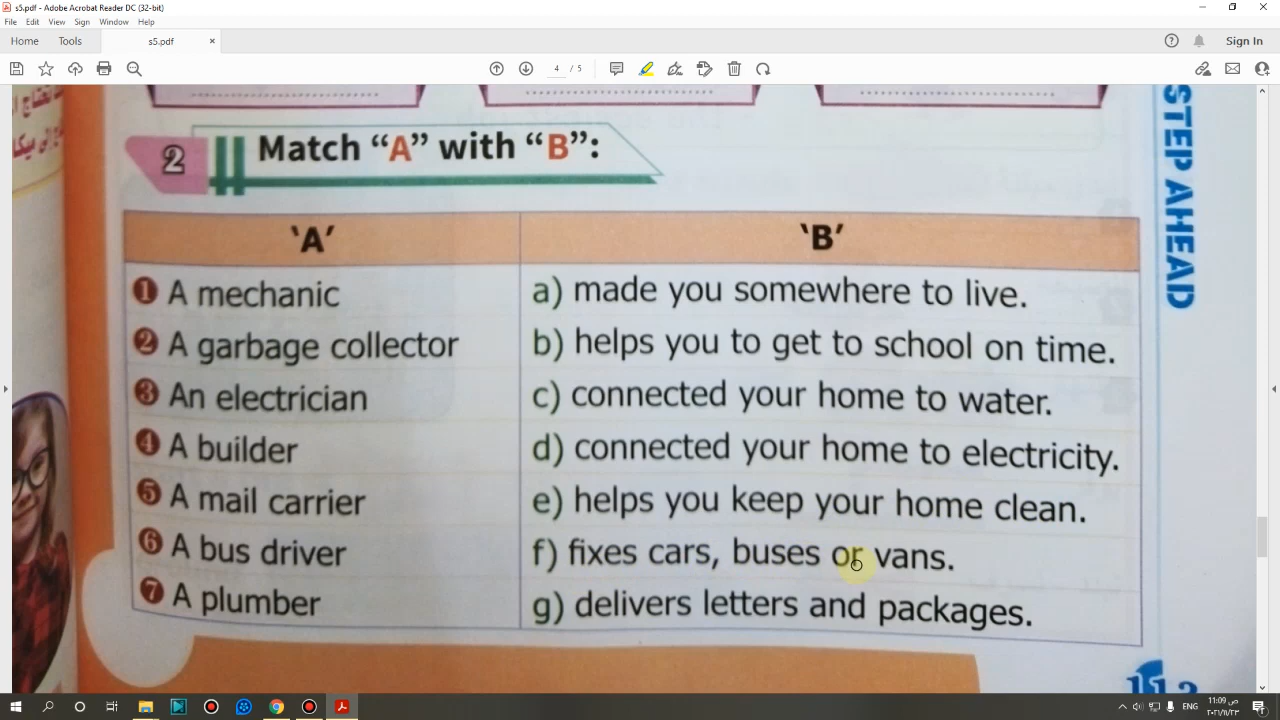 s5.pdf - Adobe Acrobat Reader DC (32-bit)
File Edit View Sign Window Help
Home Tools s5.pdf × Sign In
4 / 5
2 Match “A” with “B”:
‘A’ ‘B’
1 A mechanic a) made you somewhere to live.
2 A garbage collector b) helps you to get to school on time.
3 An electrician c) connected your home to water.
4 A builder d) connected your home to electricity.
5 A mail carrier e) helps you keep your home clean.
6 A bus driver f) fixes cars, buses or vans.
7 A plumber g) delivers letters and packages.
STEP AHEAD
ENG 11:09 ص